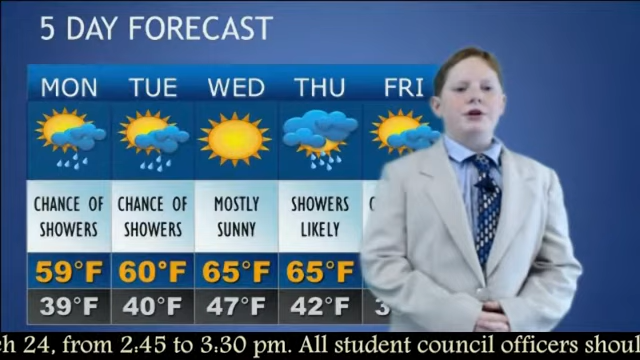 5 DAY FORECAST
MON TUE WED THU FRI
CHANCE OF SHOWERS CHANCE OF SHOWERS MOSTLY SUNNY SHOWERS LIKELY
59°F 60°F 65°F 65°F
39°F 40°F 47°F 42°F 3
24, from 2:45 to 3:30 pm. All student council officers